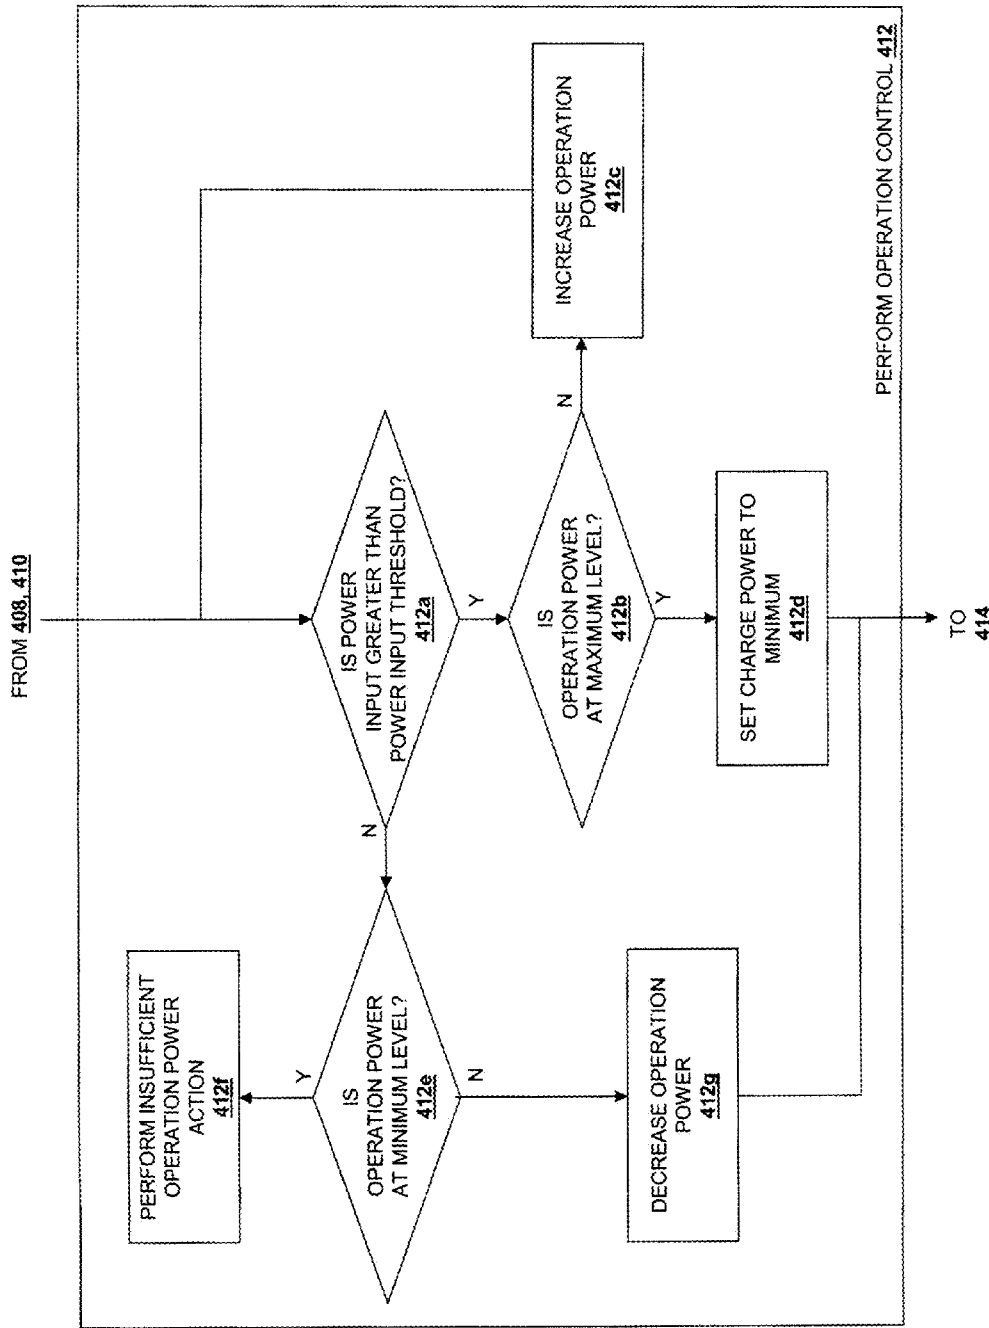 FROM 408, 410
IS POWER
INPUT GREATER THAN
POWER INPUT THRESHOLD?
412a
Y
N
IS
OPERATION POWER
AT MAXIMUM LEVEL?
412b
N
Y
INCREASE OPERATION
POWER
412c
SET CHARGE POWER TO
MINIMUM
412d
IS
OPERATION POWER
AT MINIMUM LEVEL?
412e
Y
N
PERFORM INSUFFICIENT
OPERATION POWER
ACTION
412f
DECREASE OPERATION
POWER
412g
PERFORM OPERATION CONTROL 412
TO
414